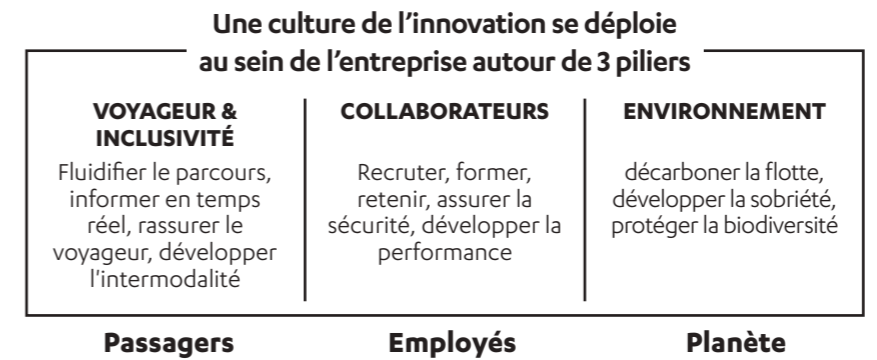 Une culture de l’innovation se déploie
au sein de l’entreprise autour de 3 piliers
VOYAGEUR &
INCLUSIVITÉ
Fluidifier le parcours,
informer en temps
réel, rassurer le
voyageur, développer
l'intermodalité
COLLABORATEURS
Recruter, former,
retenir, assurer la
sécurité, développer la
performance
ENVIRONNEMENT
décarboner la flotte,
développer la sobriété,
protéger la biodiversité
Passagers
Employés
Planète